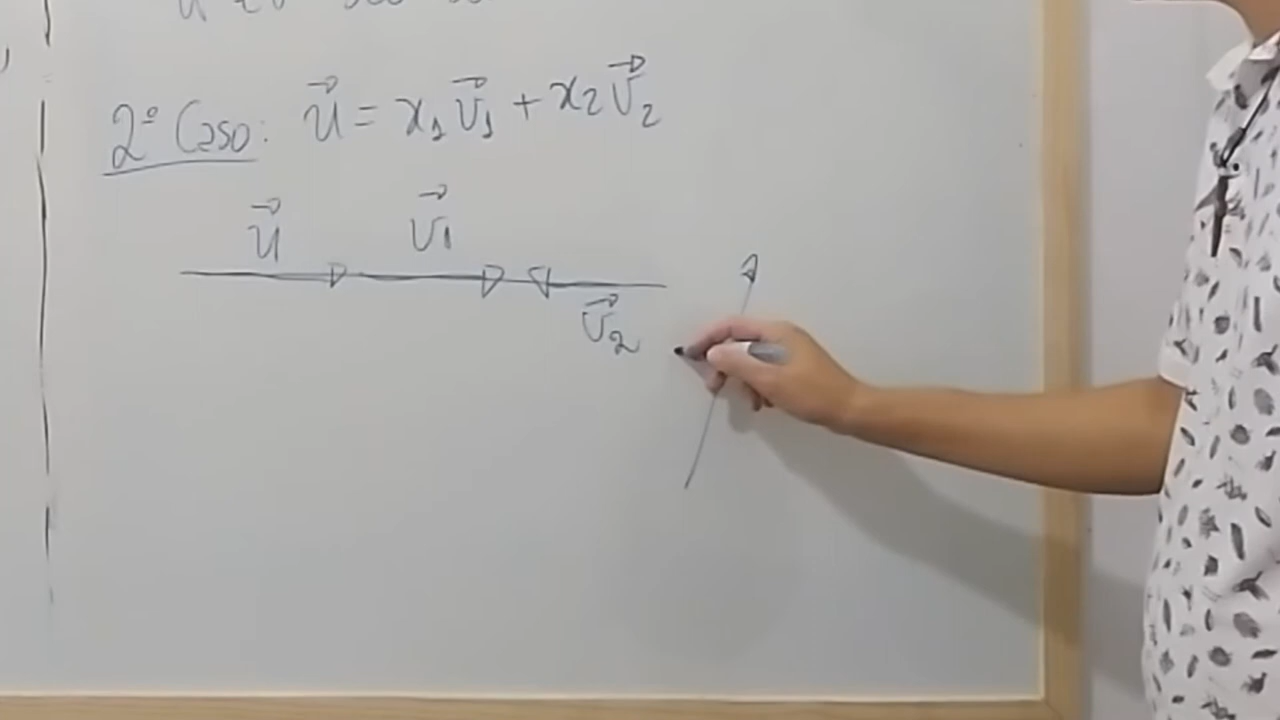 2º Caso: u⃗ = x₁v⃗₁ + x₂v⃗₂
u⃗ v⃗₁
v⃗₂